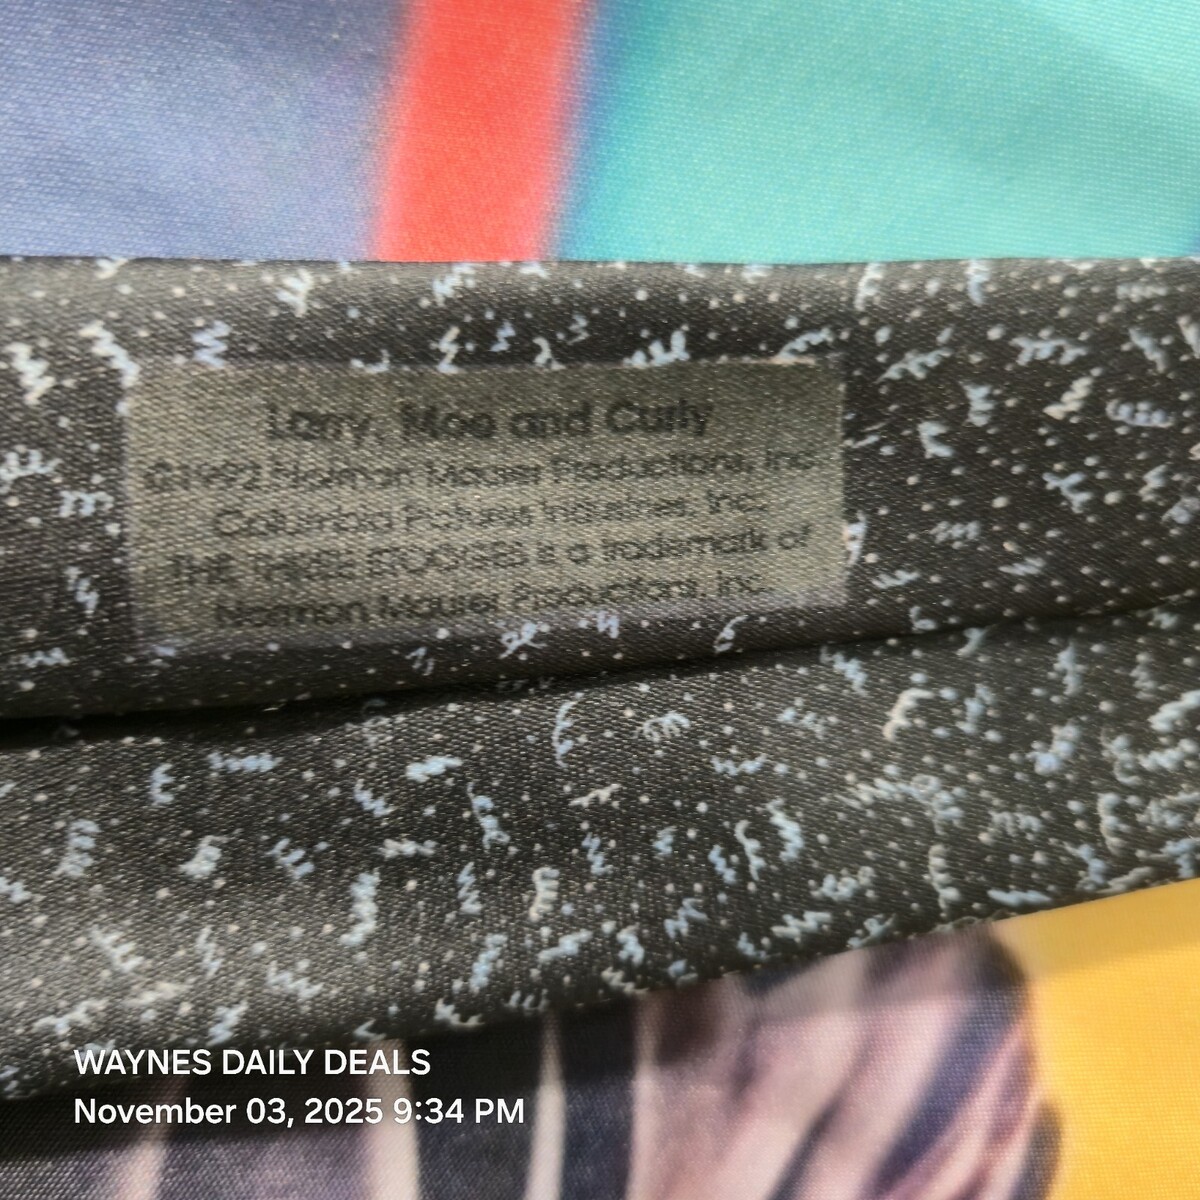 Larry, Moe and Curly
©1992 Norman Maurer Productions, Inc.
Columbia Pictures Industries, Inc.
THE THREE STOOGES is a trademark of
Norman Maurer Productions, Inc.
WAYNES DAILY DEALS
November 03, 2025 9:34 PM